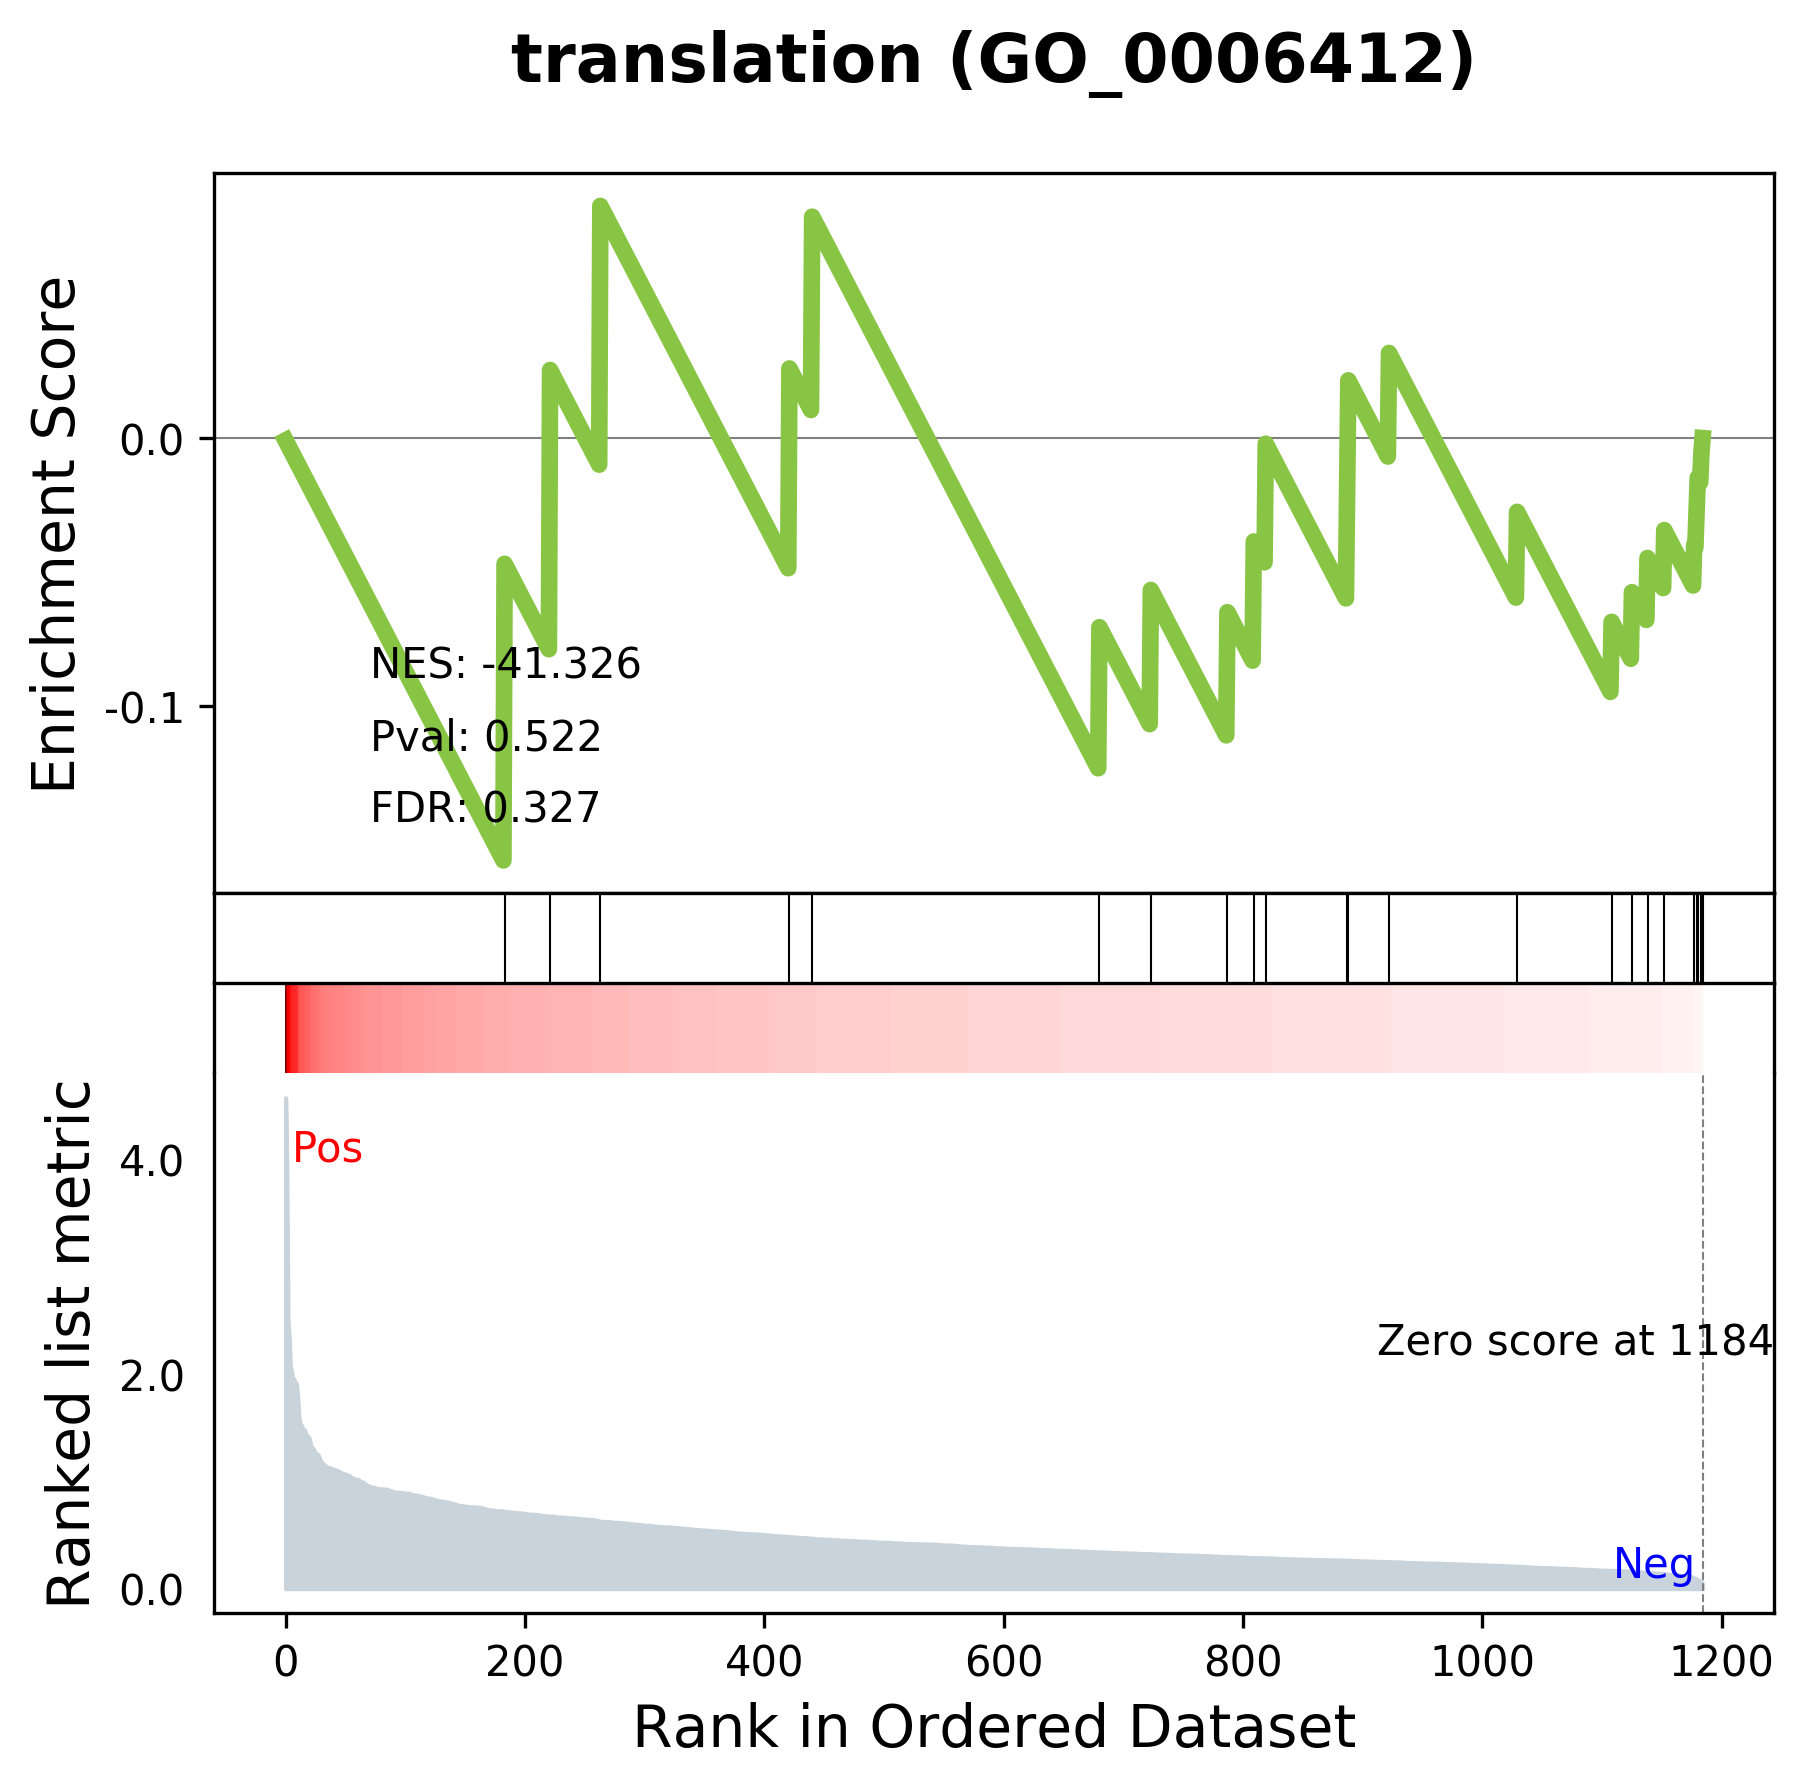 translation (GO_0006412)
Enrichment Score
0.0
-0.1
NES: -41.326
Pval: 0.522
FDR: 0.327
Ranked list metric
4.0
2.0
0.0
Pos
Zero score at 1184
Neg
0 200 400 600 800 1000 1200
Rank in Ordered Dataset